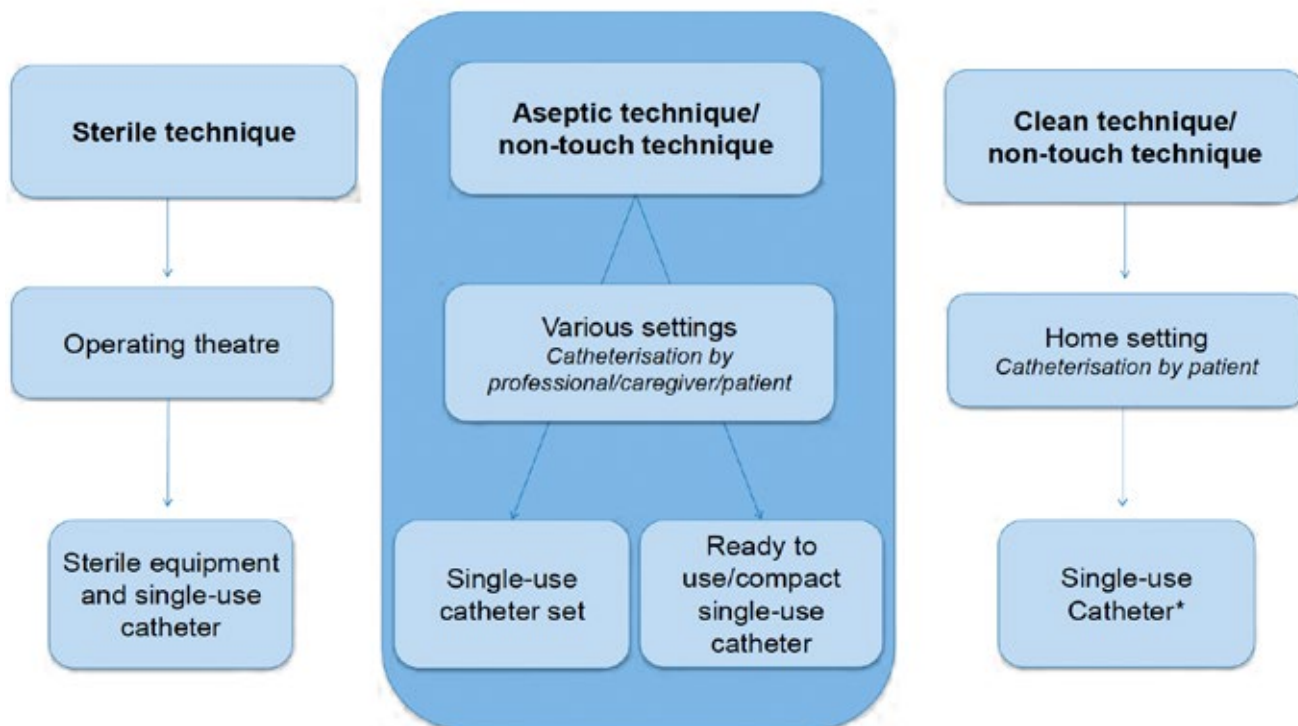 Sterile technique
Operating theatre
Sterile equipment
and single-use
catheter
Aseptic technique/
non-touch technique
Various settings
Catheterisation by
professional/caregiver/patient
Single-use
catheter set
Ready to
use/compact
single-use
catheter
Clean technique/
non-touch technique
Home setting
Catheterisation by patient
Single-use
Catheter*